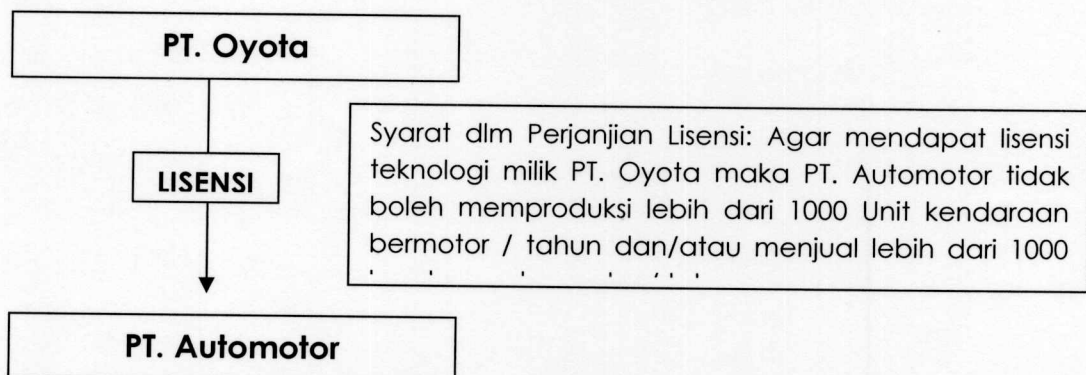 PT. Oyota
LISENSI
Syarat dlm Perjanjian Lisensi: Agar mendapat lisensi
teknologi milik PT. Oyota maka PT. Automotor tidak
boleh memproduksi lebih dari 1000 Unit kendaraan
bermotor / tahun dan/atau menjual lebih dari 1000
PT. Automotor